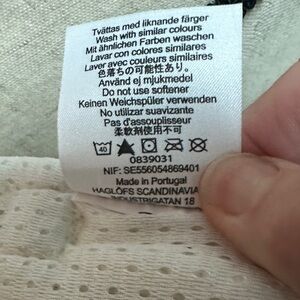 Tvättas med liknande färger
Wash with similar colours
Mit ähnlichen Farben waschen
Lavar con colores similares
Laver avec couleurs similaires
色落ちの可能性あり。
Använd ej mjukmedel
Do not use softener
Keinen Weichspüler verwenden
No utilizar suavizante
Pas d'assouplisseur
柔軟剤使用不可
40
0839031
NIF: SE556054869401
Made in Portugal
HAGLÖFS SCANDINAVIA
INDUSTRIGATAN 18